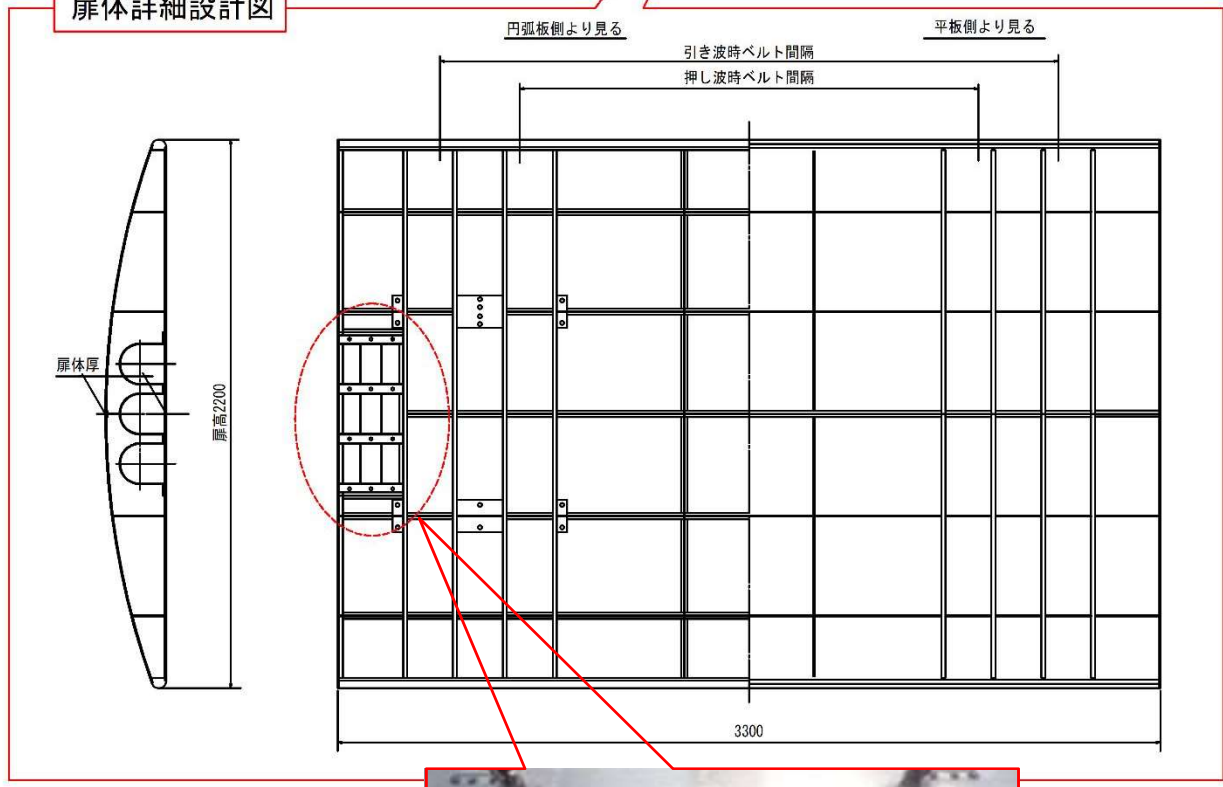 扉体詳細設計図
円弧板側より見る
平板側より見る
引き波時ベルト間隔
押し波時ベルト間隔
扉体厚
扉高2200
3300